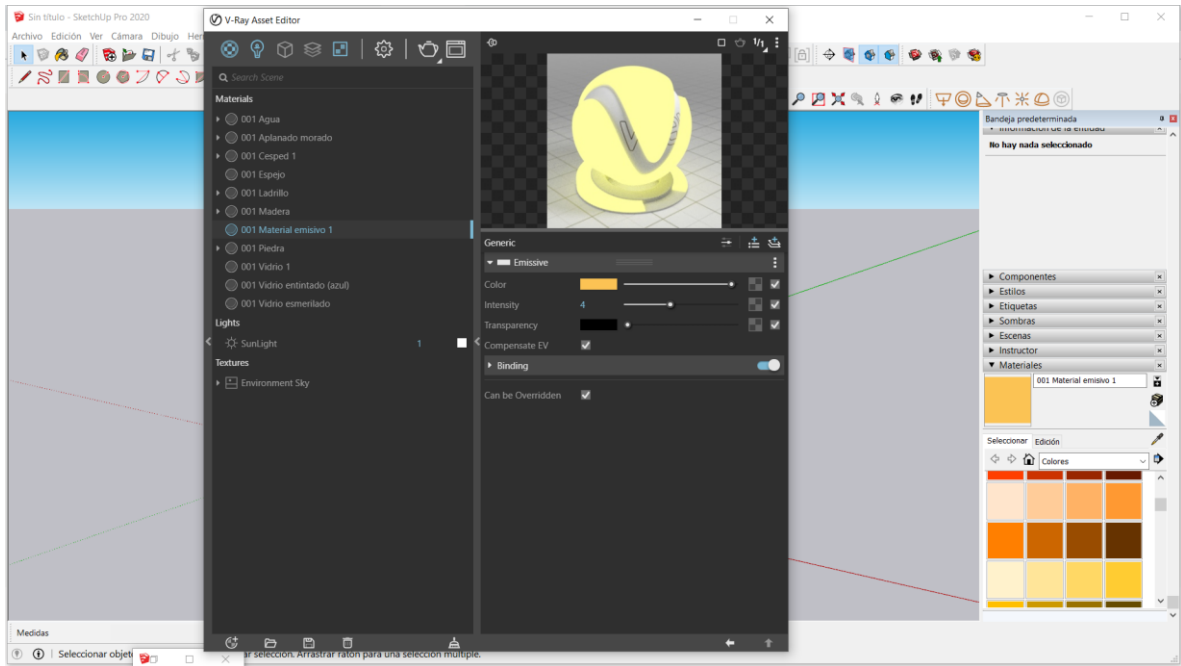 Sin título - SketchUp Pro 2020
Archivo Edición Ver Cámara Dibujo
V-Ray Asset Editor
Search Scene
Materials
001 Agua
001 Aplanado morado
001 Cesped 1
001 Espejo
001 Ladrillo
001 Madera
001 Material emisivo 1
001 Piedra
001 Vidrio 1
001 Vidrio entintado (azul)
001 Vidrio esmerilado
Lights
SunLight 1
Textures
Environment Sky
1/1
Generic
Emissive
Color
Intensity 4
Transparency
Compensate EV
Binding
Can be Overridden
Bandeja predeterminada
Información de la entidad
No hay nada seleccionado
Componentes
Estilos
Etiquetas
Sombras
Escenas
Instructor
Materiales
001 Material emisivo 1
Seleccionar Edición
Colores
Medidas
Seleccionar objet
ar selección. Arrastrar ratón para una selección múltiple.